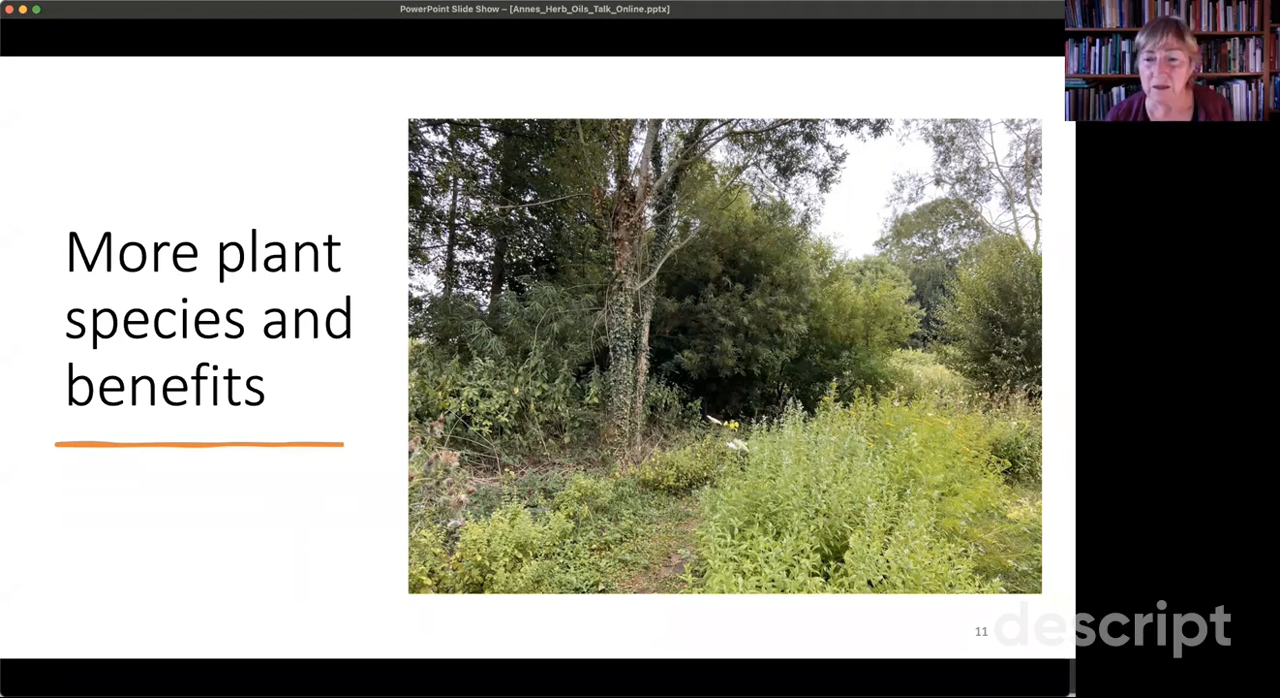 PowerPoint Slide Show – [Annes_Herb_Oils_Talk_Online.pptx]
More plant
species and
benefits
11
descript